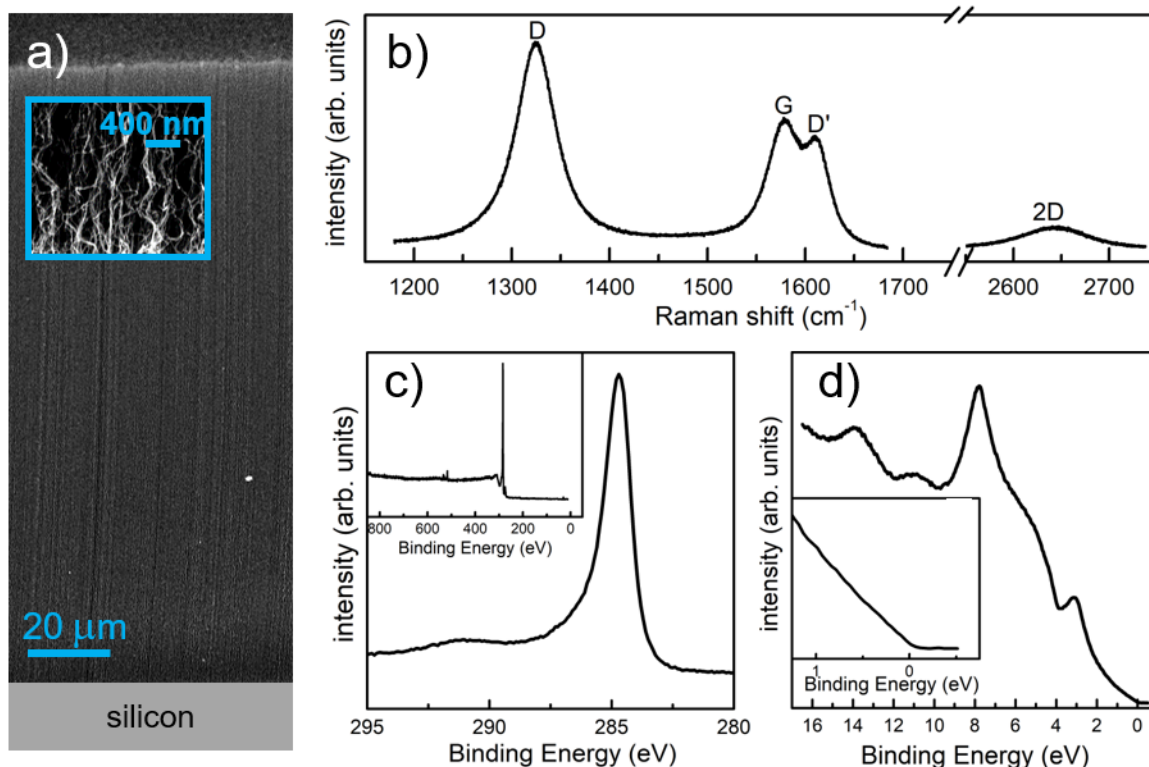 a)
400 nm
20 μm
silicon
b)
D
G
D'
2D
intensity (arb. units)
1200 1300 1400 1500 1600 1700 2600 2700
Raman shift (cm⁻¹)
c)
intensity (arb. units)
800 600 400 200 0
Binding Energy (eV)
295 290 285 280
Binding Energy (eV)
d)
intensity (arb. units)
1 0
Binding Energy (eV)
16 14 12 10 8 6 4 2 0
Binding Energy (eV)